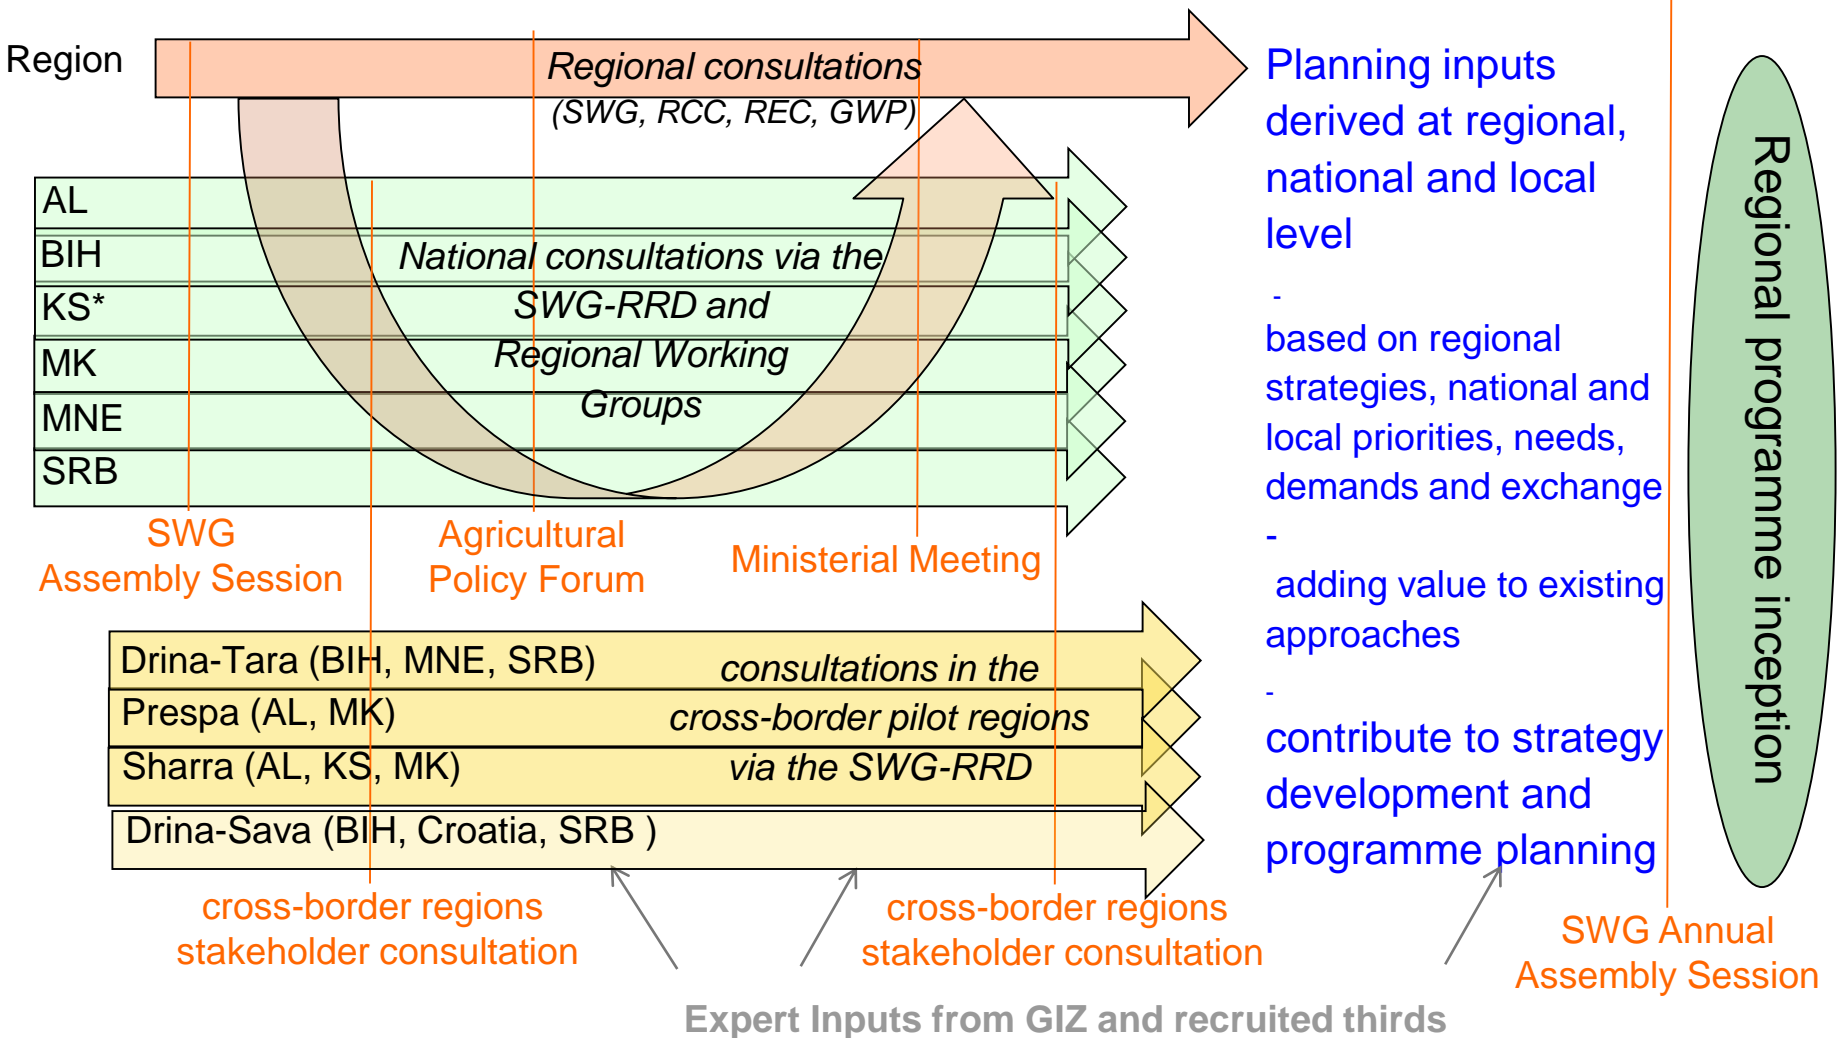 Region
Regional consultations
(SWG, RCC, REC, GWP)
AL
BIH
KS*
MK
MNE
SRB
National consultations via the
SWG-RRD and
Regional Working
Groups
SWG
Assembly Session
Agricultural
Policy Forum
Ministerial Meeting
Drina-Tara (BIH, MNE, SRB)
Prespa (AL, MK)
Sharra (AL, KS, MK)
Drina-Sava (BIH, Croatia, SRB )
consultations in the
cross-border pilot regions
via the SWG-RRD
cross-border regions
stakeholder consultation
cross-border regions
stakeholder consultation
Expert Inputs from GIZ and recruited thirds
Planning inputs
derived at regional,
national and local
level
-
based on regional
strategies, national and
local priorities, needs,
demands and exchange
-
adding value to existing
approaches
-
contribute to strategy
development and
programme planning
SWG Annual
Assembly Session
Regional programme inception